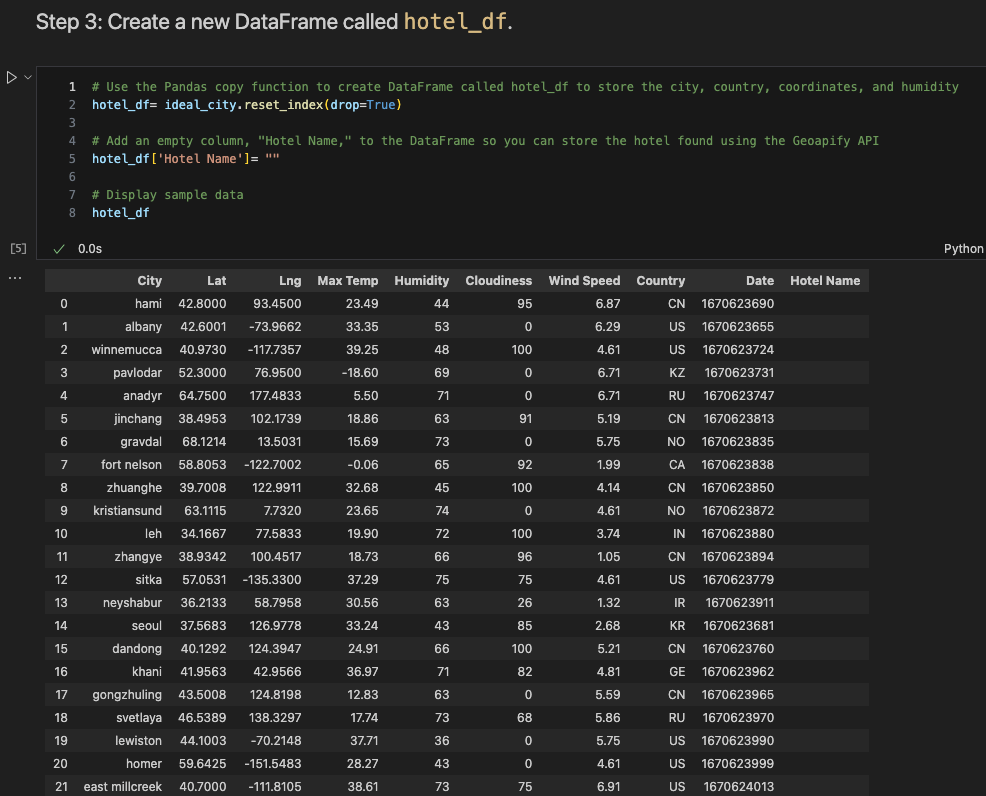 Step 3: Create a new DataFrame called hotel_df.
1 # Use the Pandas copy function to create DataFrame called hotel_df to store the city, country, coordinates, and humidity
2 hotel_df= ideal_city.reset_index(drop=True)
3
4 # Add an empty column, "Hotel Name," to the DataFrame so you can store the hotel found using the Geoapify API
5 hotel_df['Hotel Name']= ""
6
7 # Display sample data
8 hotel_df
[5] ✓ 0.0s Python
... City Lat Lng Max Temp Humidity Cloudiness Wind Speed Country Date Hotel Name
0 hami 42.8000 93.4500 23.49 44 95 6.87 CN 1670623690
1 albany 42.6001 -73.9662 33.35 53 0 6.29 US 1670623655
2 winnemucca 40.9730 -117.7357 39.25 48 100 4.61 US 1670623724
3 pavlodar 52.3000 76.9500 -18.60 69 0 6.71 KZ 1670623731
4 anadyr 64.7500 177.4833 5.50 71 0 6.71 RU 1670623747
5 jinchang 38.4953 102.1739 18.86 63 91 5.19 CN 1670623813
6 gravdal 68.1214 13.5031 15.69 73 0 5.75 NO 1670623835
7 fort nelson 58.8053 -122.7002 -0.06 65 92 1.99 CA 1670623838
8 zhuanghe 39.7008 122.9911 32.68 45 100 4.14 CN 1670623850
9 kristiansund 63.1115 7.7320 23.65 74 0 4.61 NO 1670623872
10 leh 34.1667 77.5833 19.90 72 100 3.74 IN 1670623880
11 zhangye 38.9342 100.4517 18.73 66 96 1.05 CN 1670623894
12 sitka 57.0531 -135.3300 37.29 75 75 4.61 US 1670623779
13 neyshabur 36.2133 58.7958 30.56 63 26 1.32 IR 1670623911
14 seoul 37.5683 126.9778 33.24 43 85 2.68 KR 1670623681
15 dandong 40.1292 124.3947 24.91 66 100 5.21 CN 1670623760
16 khani 41.9563 42.9566 36.97 71 82 4.81 GE 1670623962
17 gongzhuling 43.5008 124.8198 12.83 63 0 5.59 CN 1670623965
18 svetlaya 46.5389 138.3297 17.74 73 68 5.86 RU 1670623970
19 lewiston 44.1003 -70.2148 37.71 36 0 5.75 US 1670623990
20 homer 59.6425 -151.5483 28.27 43 0 4.61 US 1670623999
21 east millcreek 40.7000 -111.8105 38.61 73 75 6.91 US 1670624013